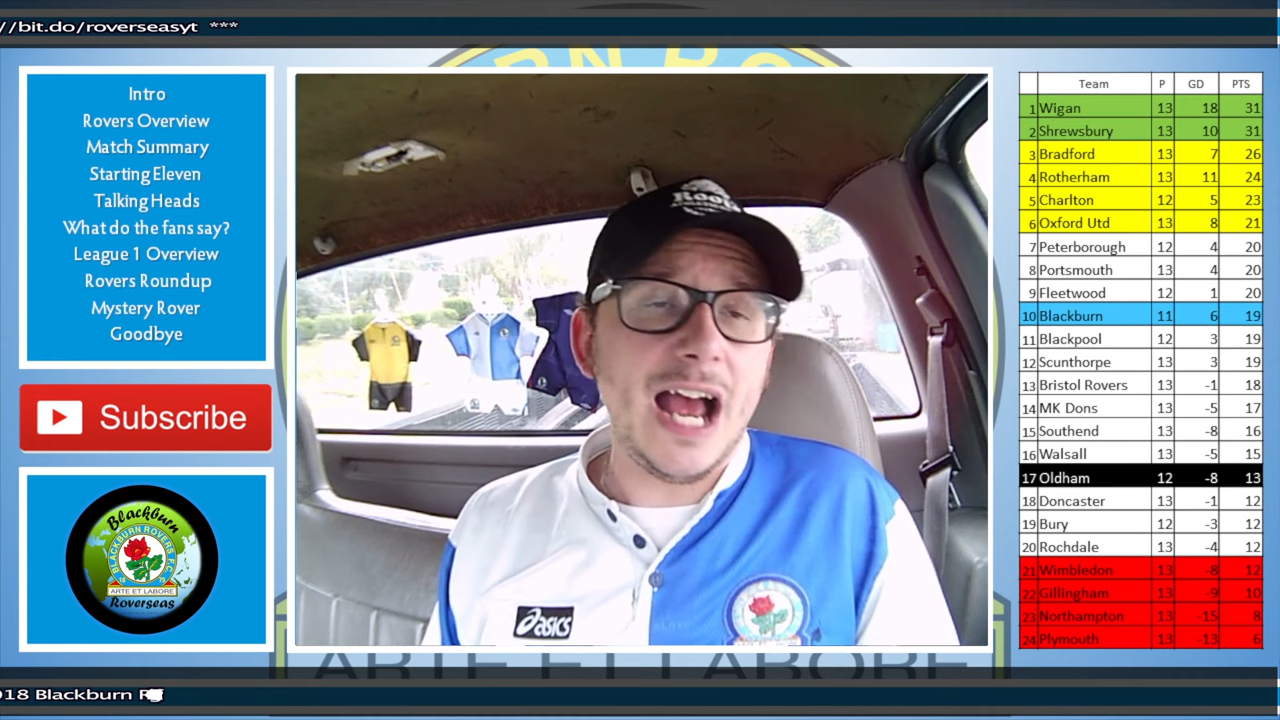 //bit.do/roverseasyt ***
Intro
Rovers Overview
Match Summary
Starting Eleven
Talking Heads
What do the fans say?
League 1 Overview
Rovers Roundup
Mystery Rover
Goodbye
Subscribe
Blackburn
BLACKBURN ROVERS F.C.
18 75
ARTE ET LABORE
Roverseas
Roots
asics
Team P GD PTS
1 Wigan 13 18 31
2 Shrewsbury 13 10 31
3 Bradford 13 7 26
4 Rotherham 13 11 24
5 Charlton 12 5 23
6 Oxford Utd 13 8 21
7 Peterborough 12 4 20
8 Portsmouth 13 4 20
9 Fleetwood 12 1 20
10 Blackburn 11 6 19
11 Blackpool 12 3 19
12 Scunthorpe 13 3 19
13 Bristol Rovers 13 -1 18
14 MK Dons 13 -5 17
15 Southend 13 -8 16
16 Walsall 13 -5 15
17 Oldham 12 -8 13
18 Doncaster 13 -1 12
19 Bury 12 -3 12
20 Rochdale 13 -4 12
21 Wimbledon 13 -8 12
22 Gillingham 13 -9 10
23 Northampton 13 -15 8
24 Plymouth 13 -13 6
ARTE ET LABORE
018 Blackburn R